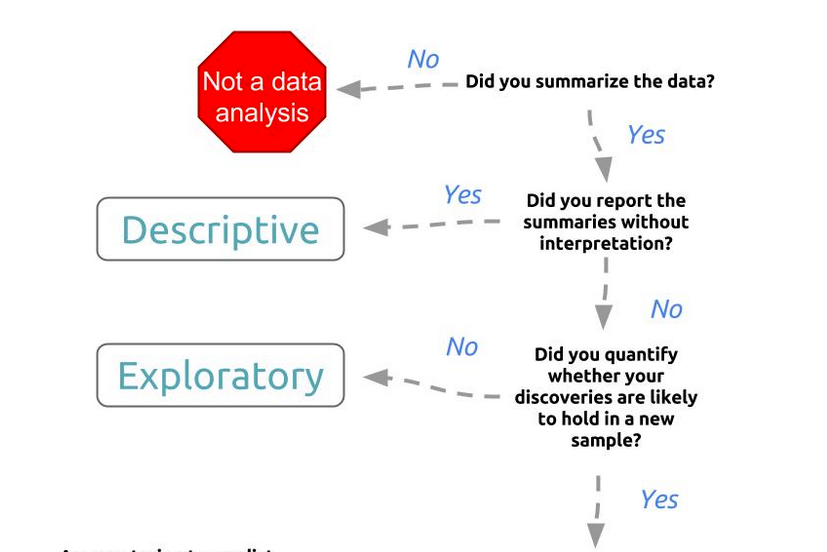 No
Not a data
analysis
Did you summarize the data?
Yes
Yes
Did you report the
summaries without
interpretation?
Descriptive
No
No
Did you quantify
whether your
discoveries are likely
to hold in a new
sample?
Exploratory
Yes